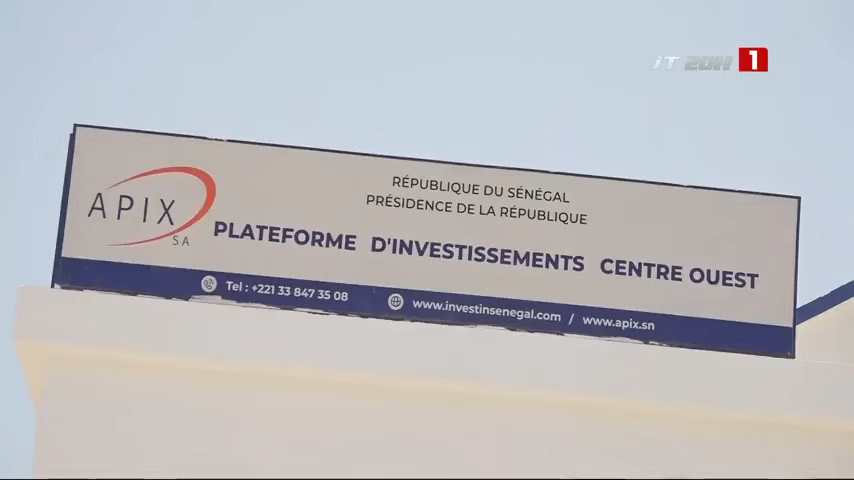 JT 20H 1
RÉPUBLIQUE DU SÉNÉGAL
PRÉSIDENCE DE LA RÉPUBLIQUE
APIX
SA
PLATEFORME D'INVESTISSEMENTS CENTRE OUEST
Tel : +221 33 847 35 08 www.investinsenegal.com / www.apix.sn